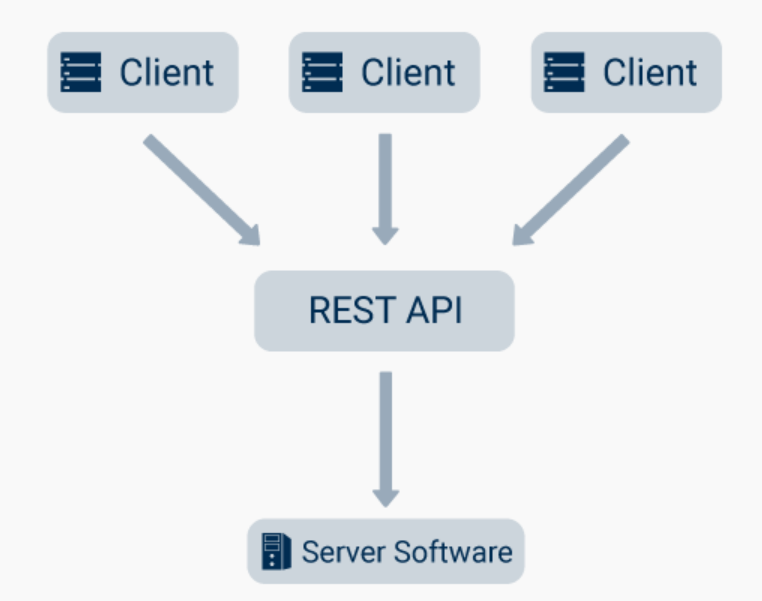 Client
Client
Client
REST API
Server Software